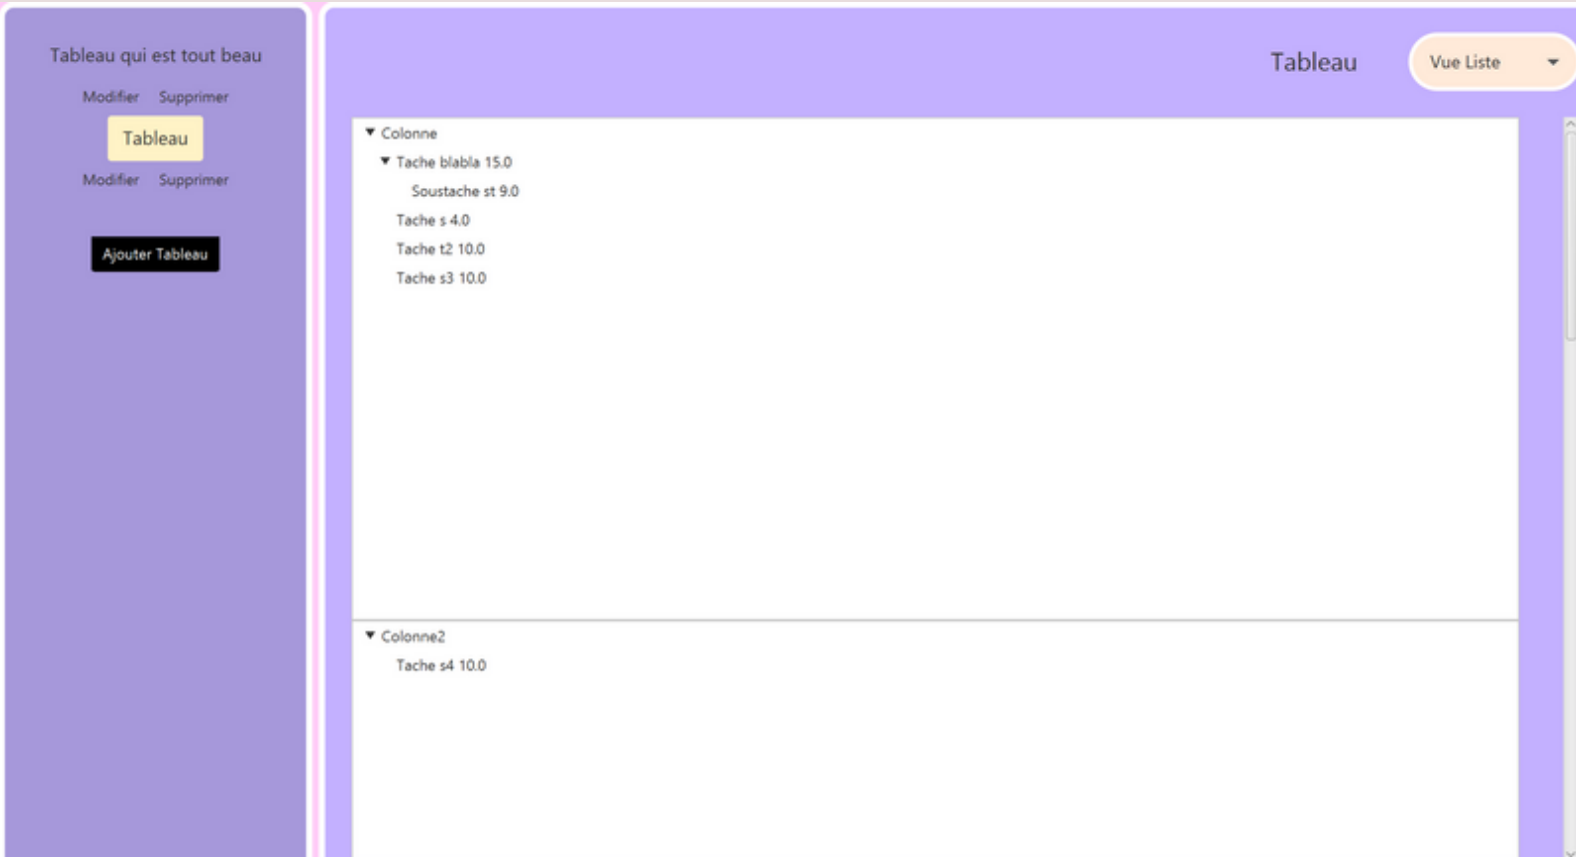 Tableau qui est tout beau
Modifier Supprimer
Tableau
Modifier Supprimer
Ajouter Tableau
Tableau
Vue Liste
Colonne
Tache blabla 15.0
Soustache st 9.0
Tache s 4.0
Tache t2 10.0
Tache s3 10.0
Colonne2
Tache s4 10.0